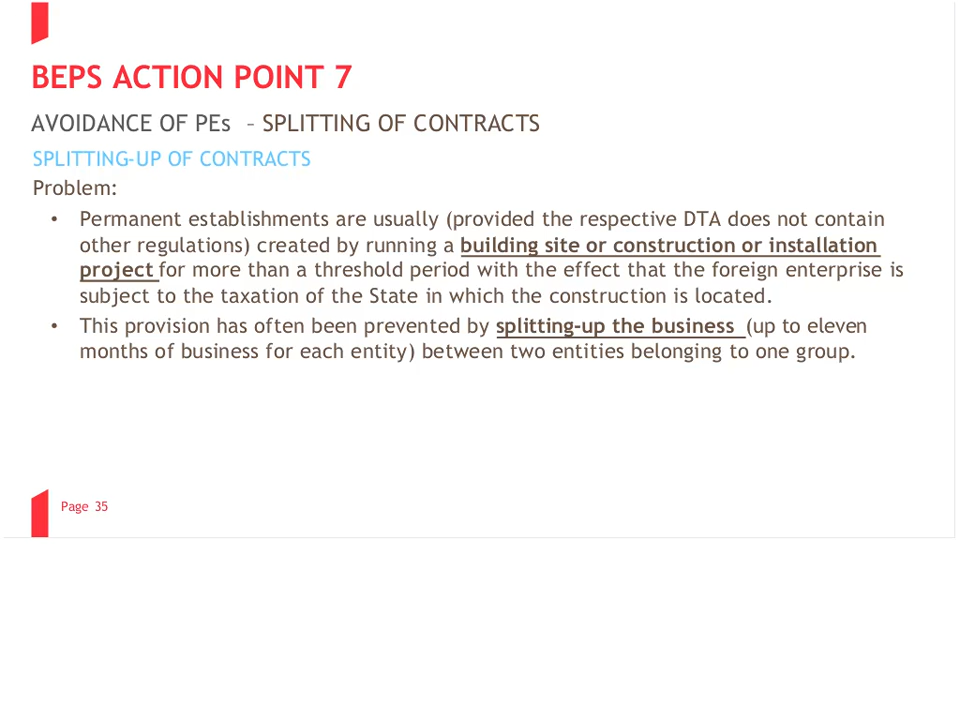 BEPS ACTION POINT 7
AVOIDANCE OF PEs – SPLITTING OF CONTRACTS
SPLITTING-UP OF CONTRACTS
Problem:
• Permanent establishments are usually (provided the respective DTA does not contain
other regulations) created by running a building site or construction or installation
project for more than a threshold period with the effect that the foreign enterprise is
subject to the taxation of the State in which the construction is located.
• This provision has often been prevented by splitting-up the business (up to eleven
months of business for each entity) between two entities belonging to one group.
Page 35